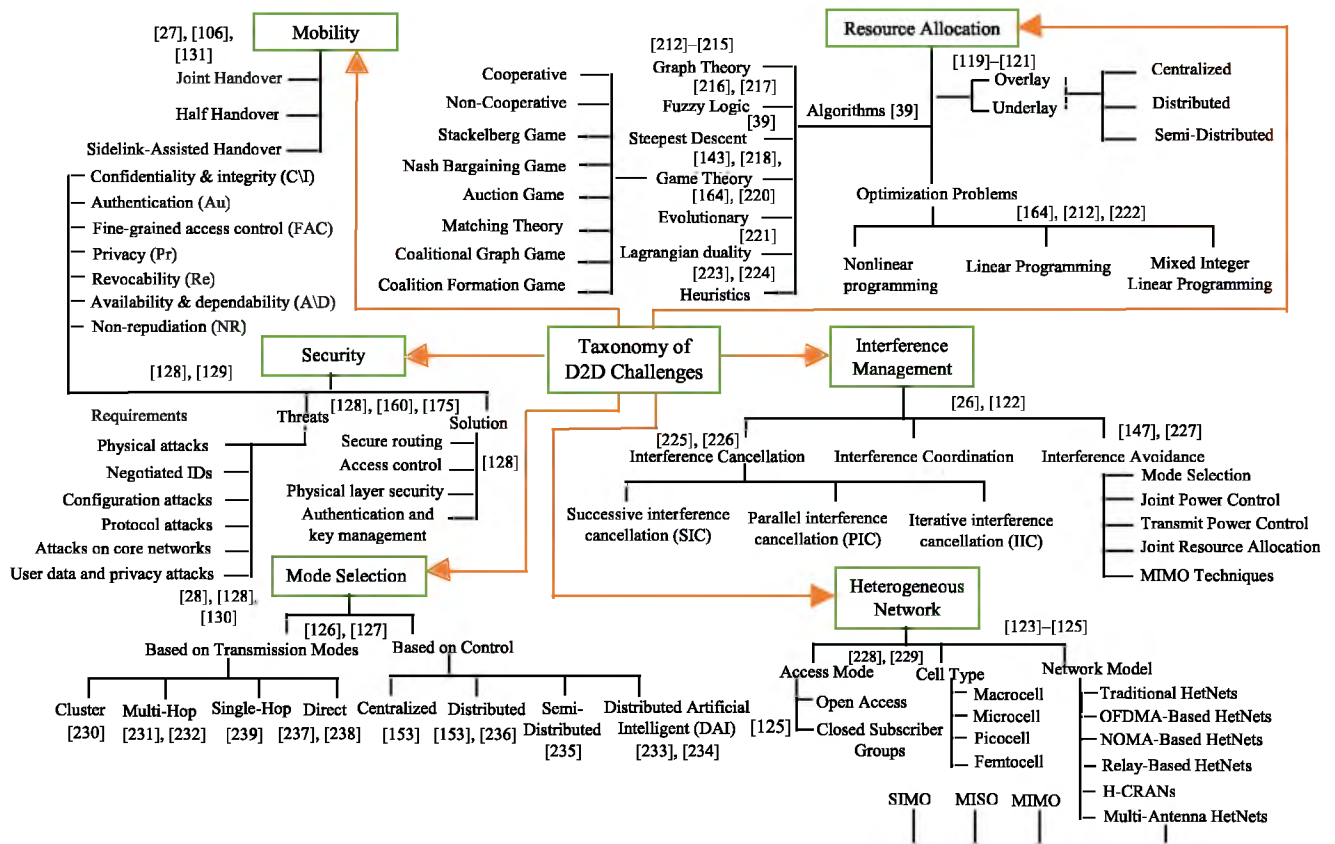 Mobility
[27], [106],
[131]
Joint Handover
Half Handover
Sidelink-Assisted Handover
Confidentiality & integrity (C\I)
Authentication (Au)
Fine-grained access control (FAC)
Privacy (Pr)
Revocability (Re)
Availability & dependability (A\D)
Non-repudiation (NR)
Cooperative
Non-Cooperative
Stackelberg Game
Nash Bargaining Game
Auction Game
Matching Theory
Coalitional Graph Game
Coalition Formation Game
[212]–[215]
Graph Theory
[216], [217]
Fuzzy Logic
[39]
Steepest Descent
[143], [218],
Game Theory
[164], [220]
Evolutionary
[221]
Lagrangian duality
[223], [224]
Heuristics
Algorithms [39]
Resource Allocation
[119]–[121]
Overlay
Underlay
Centralized
Distributed
Semi-Distributed
Optimization Problems
[164], [212], [222]
Nonlinear
programming
Linear Programming
Mixed Integer
Linear Programming
Taxonomy of
D2D Challenges
Security
[128], [129]
Requirements
Threats
[128], [160], [175]
Solution
Physical attacks
Negotiated IDs
Configuration attacks
Protocol attacks
Attacks on core networks
User data and privacy attacks
[28], [128],
[130]
Secure routing
Access control
Physical layer security
Authentication and
key management
[128]
Interference
Management
[26], [122]
[225], [226]
Interference Cancellation
Interference Coordination
[147], [227]
Interference Avoidance
Successive interference
cancellation (SIC)
Parallel interference
cancellation (PIC)
Iterative interference
cancellation (IIC)
Mode Selection
Joint Power Control
Transmit Power Control
Joint Resource Allocation
MIMO Techniques
Mode Selection
[126], [127]
Based on Transmission Modes
Based on Control
Cluster
[230]
Multi-Hop
[231], [232]
Single-Hop
[239]
Direct
[237], [238]
Centralized
[153]
Distributed
[153], [236]
Semi-
Distributed
[235]
Distributed Artificial
Intelligent (DAI)
[233], [234]
Heterogeneous
Network
[123]–[125]
[228], [229]
Access Mode
Cell Type
Network Model
[125]
Open Access
Closed Subscriber
Groups
Macrocell
Microcell
Picocell
Femtocell
Traditional HetNets
OFDMA-Based HetNets
NOMA-Based HetNets
Relay-Based HetNets
H-CRANs
Multi-Antenna HetNets
SIMO
MISO
MIMO